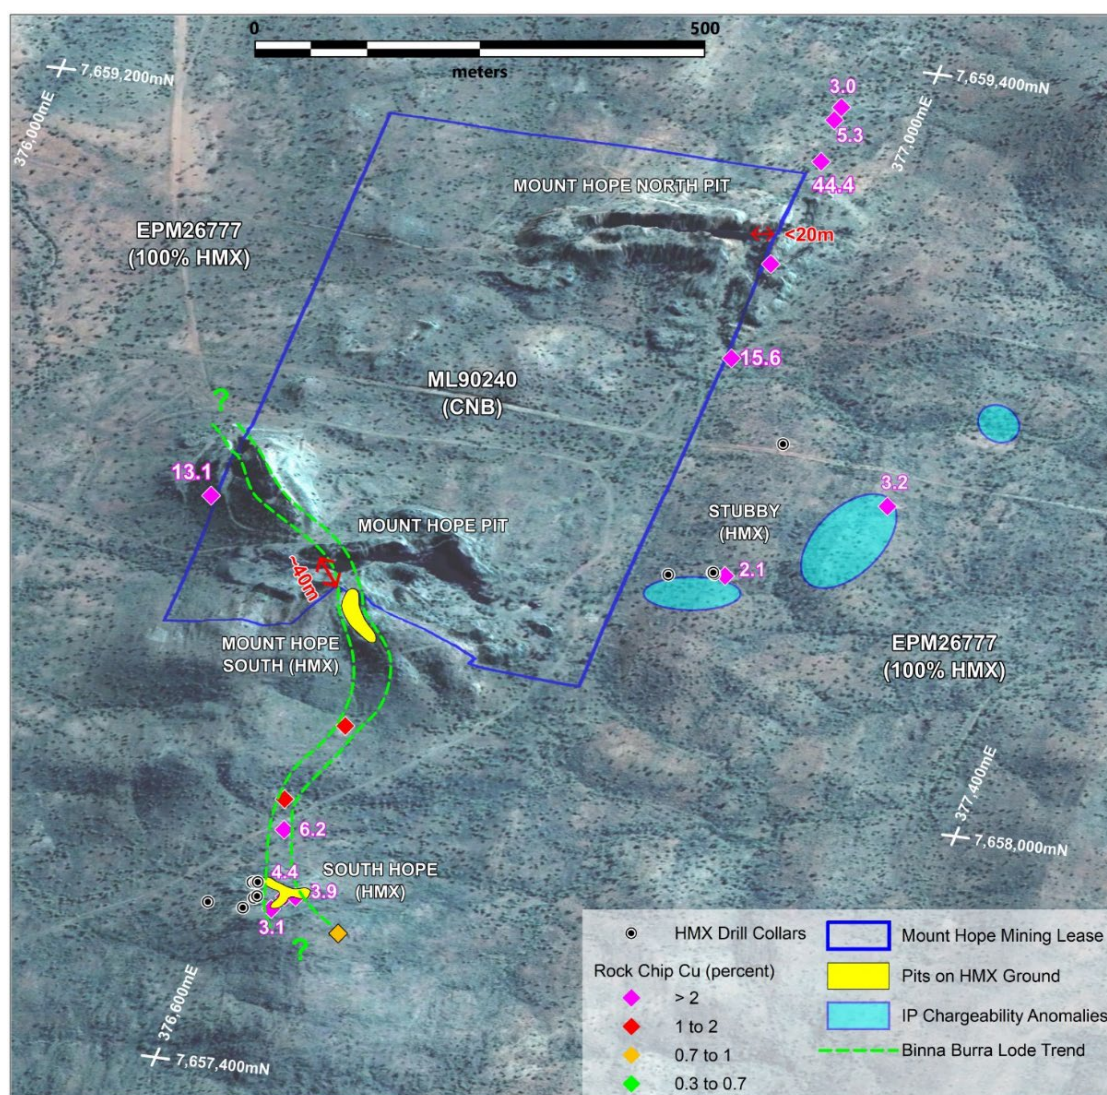 0
500
meters
7,659,200mN
376,000mE
7,659,400mN
377,000mE
3.0
5.3
44.4
MOUNT HOPE NORTH PIT
<20m
EPM26777
(100% HMX)
15.6
ML90240
(CNB)
?
13.1
3.2
STUBBY
(HMX)
MOUNT HOPE PIT
2.1
~40m
MOUNT HOPE
SOUTH (HMX)
EPM26777
(100% HMX)
377,400mE
7,658,000mN
6.2
SOUTH HOPE
(HMX)
4.4
3.9
3.1
?
376,600mE
7,657,400mN
HMX Drill Collars
Rock Chip Cu (percent)
> 2
1 to 2
0.7 to 1
0.3 to 0.7
Mount Hope Mining Lease
Pits on HMX Ground
IP Chargeability Anomalies
Binna Burra Lode Trend